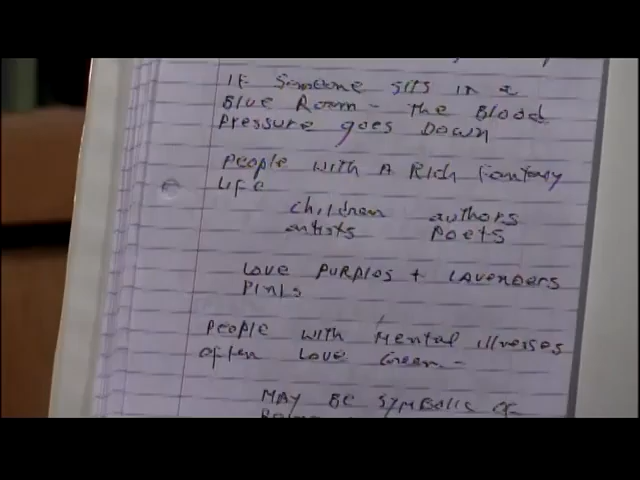 IF Someone sits in a
Blue Room - The Blood
Pressure goes Down
People with A Rich Fantasy
Life
children authors
artists Poets
Love PURPles + LAVenDers
Pinks
People with Mental illnesses
often Love Green -
MAY BE SYMBolic oF